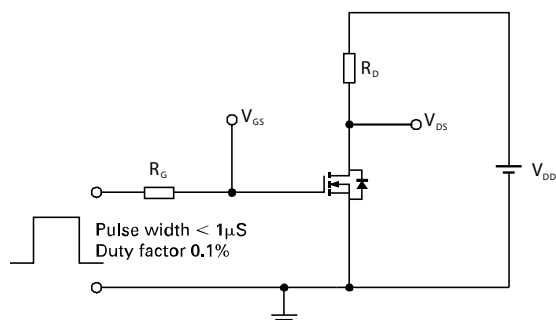 R_D
V_GS
V_DS
R_G
V_DD
Pulse width < 1μS
Duty factor 0.1%